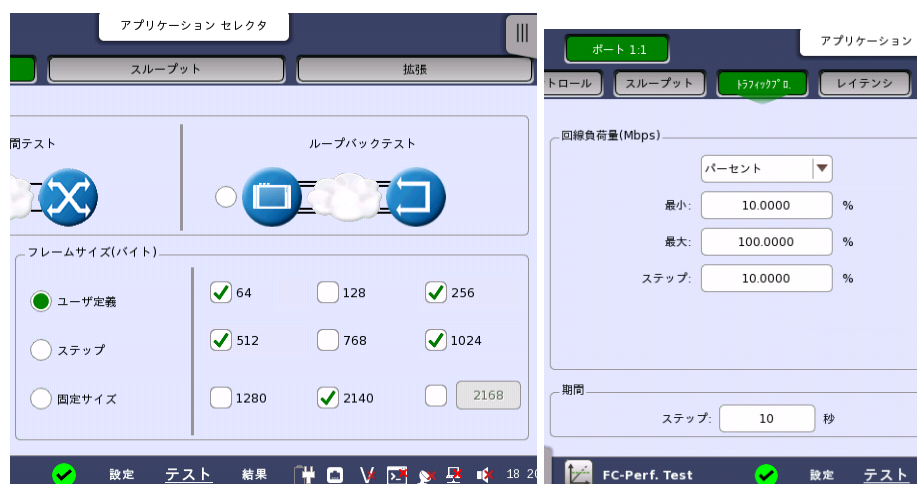 アプリケーション セレクタ
スループット
拡張
間テスト
ループバックテスト
フレームサイズ(バイト)
ユーザ定義
64
128
256
ステップ
512
768
1024
固定サイズ
1280
2140
2168
設定
テスト
結果
18 20
ポート 1:1
アプリケーション
トロール
スループット
トラフィックプロ.
レイテンシ
回線負荷量(Mbps)
パーセント
最小: 10.0000 %
最大: 100.0000 %
ステップ: 10.0000 %
期間
ステップ: 10 秒
FC-Perf. Test
設定
テスト